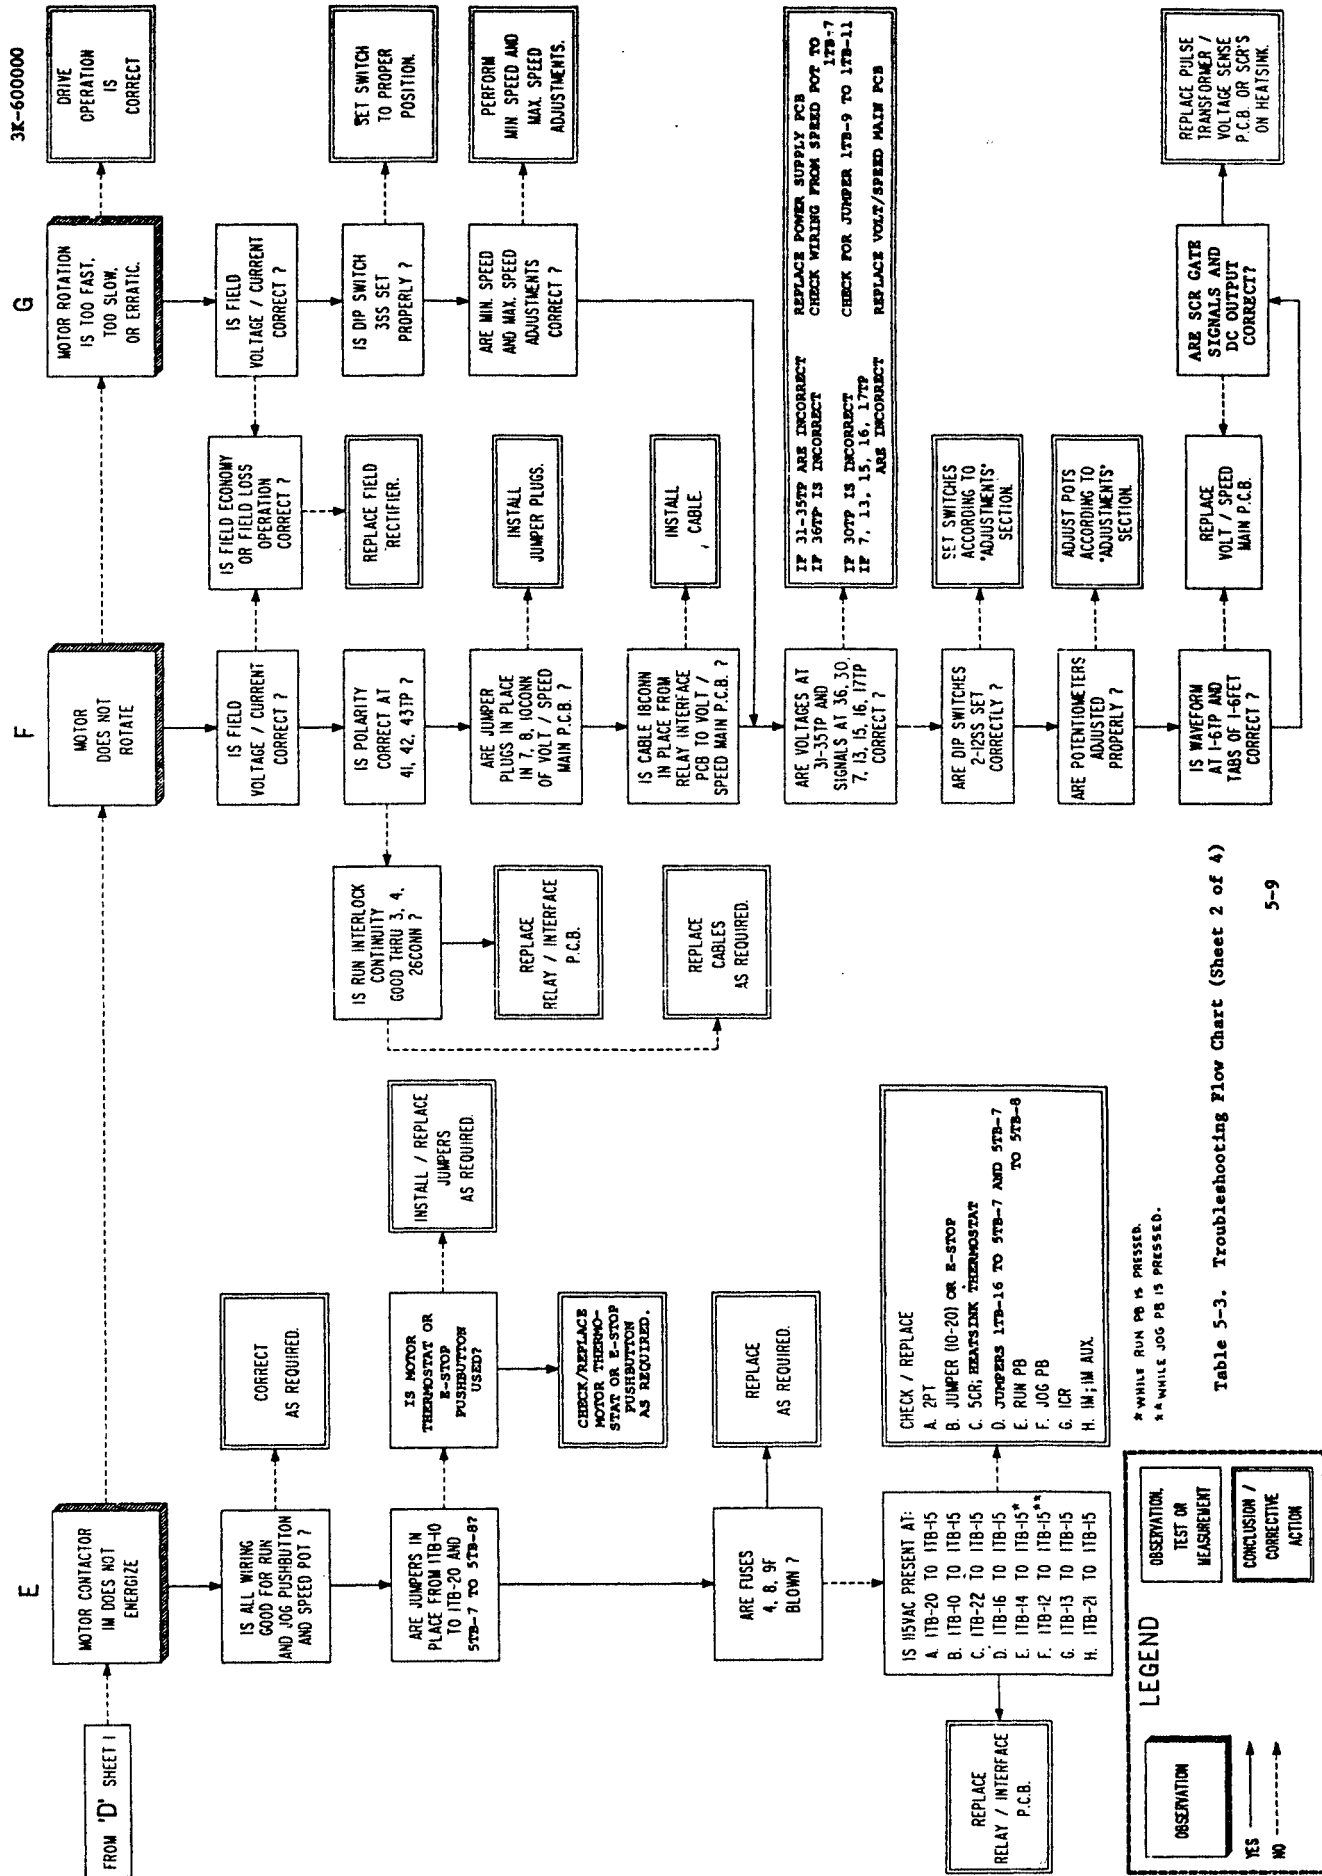 3K-600000
E
F
G
FROM 'D' SHEET 1
MOTOR CONTACTOR
1M DOES NOT
ENERGIZE
MOTOR
DOES NOT
ROTATE
MOTOR ROTATION
IS TOO FAST,
TOO SLOW,
OR ERRATIC.
DRIVE
OPERATION
IS
CORRECT
IS ALL WIRING
GOOD FOR RUN
AND JOG PUSHBUTTON
AND SPEED POT ?
CORRECT
AS REQUIRED.
ARE JUMPERS IN
PLACE FROM 1TB-10
TO 1TB-20 AND
5TB-7 TO 5TB-8?
IS MOTOR
THERMOSTAT OR
E-STOP
PUSHBUTTON
USED?
INSTALL / REPLACE
JUMPERS
AS REQUIRED.
CHECK/REPLACE
MOTOR THERMO-
STAT OR E-STOP
PUSHBUTTON
AS REQUIRED.
ARE FUSES
4, 8, 9F
BLOWN ?
REPLACE
AS REQUIRED.
IS 115VAC PRESENT AT:
A. 1TB-20 TO 1TB-15
B. 1TB-10 TO 1TB-15
C. 1TB-22 TO 1TB-15
D. 1TB-16 TO 1TB-15
E. 1TB-14 TO 1TB-15*
F. 1TB-12 TO 1TB-15**
G. 1TB-13 TO 1TB-15
H. 1TB-21 TO 1TB-15
CHECK / REPLACE
A. 2PT
B. JUMPER (10-20) OR E-STOP
C. 5CR; HEATSINK THERMOSTAT
D. JUMPERS 1TB-16 TO 5TB-7 AND 5TB-7
TO 5TB-8
E. RUN PB
F. JOG PB
G. 1CR
H. 1M; 1M AUX.
REPLACE
RELAY / INTERFACE
P.C.B.
* WHILE RUN PB IS PRESSED.
** WHILE JOG PB IS PRESSED.
IS FIELD
VOLTAGE / CURRENT
CORRECT ?
IS FIELD ECONOMY
OR FIELD LOSS
OPERATION
CORRECT ?
REPLACE FIELD
RECTIFIER.
IS POLARITY
CORRECT AT
41, 42, 43TP ?
IS RUN INTERLOCK
CONTINUITY
GOOD THRU 3, 4,
26CONN ?
REPLACE
RELAY / INTERFACE
P.C.B.
REPLACE
CABLES
AS REQUIRED.
ARE JUMPER
PLUGS IN PLACE
IN 7, 8, 10CONN
OF VOLT / SPEED
MAIN P.C.B. ?
INSTALL
JUMPER PLUGS.
IS CABLE 18CONN
IN PLACE FROM
RELAY INTERFACE
PCB TO VOLT /
SPEED MAIN P.C.B. ?
INSTALL
CABLE.
ARE VOLTAGES AT
31-35TP AND
SIGNALS AT 36, 30,
7, 13, 15, 16, 17TP
CORRECT ?
IF 31-35TP ARE INCORRECT REPLACE POWER SUPPLY PCB
IF 36TP IS INCORRECT CHECK WIRING FROM SPEED POT TO
1TB-7
IF 30TP IS INCORRECT CHECK FOR JUMPER 1TB-9 TO 1TB-11
IF 7, 13, 15, 16, 17TP
ARE INCORRECT REPLACE VOLT/SPEED MAIN PCB
ARE DIP SWITCHES
2-12SS SET
CORRECTLY ?
SET SWITCHES
ACCORDING TO
"ADJUSTMENTS"
SECTION.
ARE POTENTIOMETERS
ADJUSTED
PROPERLY ?
ADJUST POTS
ACCORDING TO
"ADJUSTMENTS"
SECTION.
IS WAVEFORM
AT 1-6TP AND
TABS OF 1-6FET
CORRECT ?
REPLACE
VOLT / SPEED
MAIN P.C.B.
IS FIELD
VOLTAGE / CURRENT
CORRECT ?
IS DIP SWITCH
3SS SET
PROPERLY ?
SET SWITCH
TO PROPER
POSITION.
ARE MIN. SPEED
AND MAX. SPEED
ADJUSTMENTS
CORRECT ?
PERFORM
MIN. SPEED AND
MAX. SPEED
ADJUSTMENTS.
ARE SCR GATE
SIGNALS AND
DC OUTPUT
CORRECT?
REPLACE PULSE
TRANSFORMER /
VOLTAGE SENSE
P.C.B. OR SCR'S
ON HEATSINK.
LEGEND
OBSERVATION
OBSERVATION,
TEST OR
MEASUREMENT
CONCLUSION /
CORRECTIVE
ACTION
YES
NO
Table 5-3. Troubleshooting Flow Chart (Sheet 2 of 4)
5-9